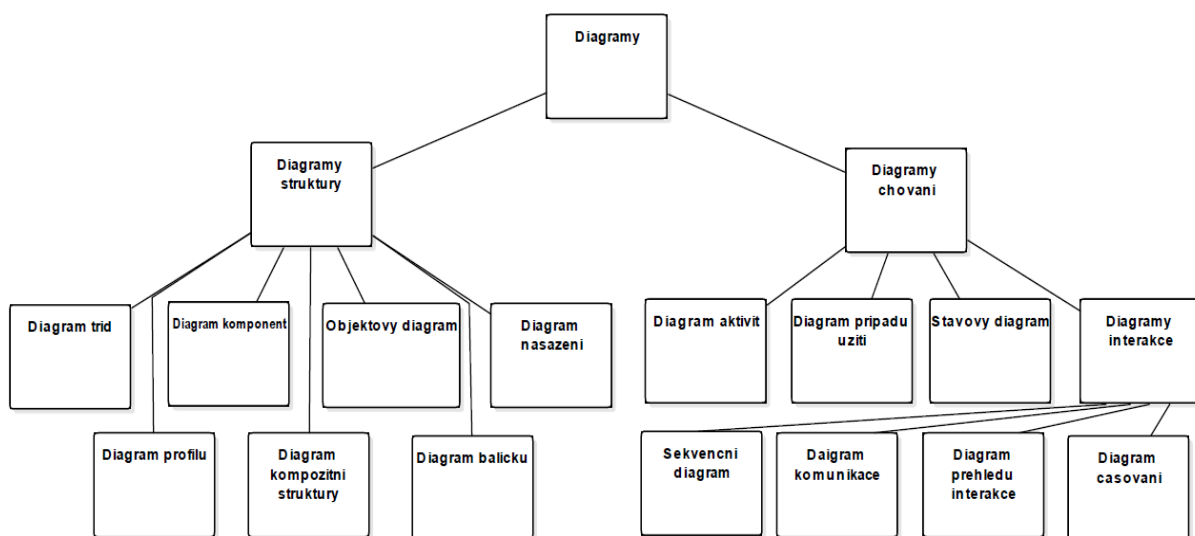 Diagramy
Diagramy
struktury
Diagramy
chovani
Diagram trid
Diagram komponent
Objektovy diagram
Diagram
nasazeni
Diagram aktivit
Diagram pripadu
uziti
Stavovy diagram
Diagramy
interakce
Diagram profilu
Diagram
kompozitni
struktury
Diagram balicku
Sekvencni
diagram
Daigram
komunikace
Diagram
prehledu
interakce
Diagram
casovani